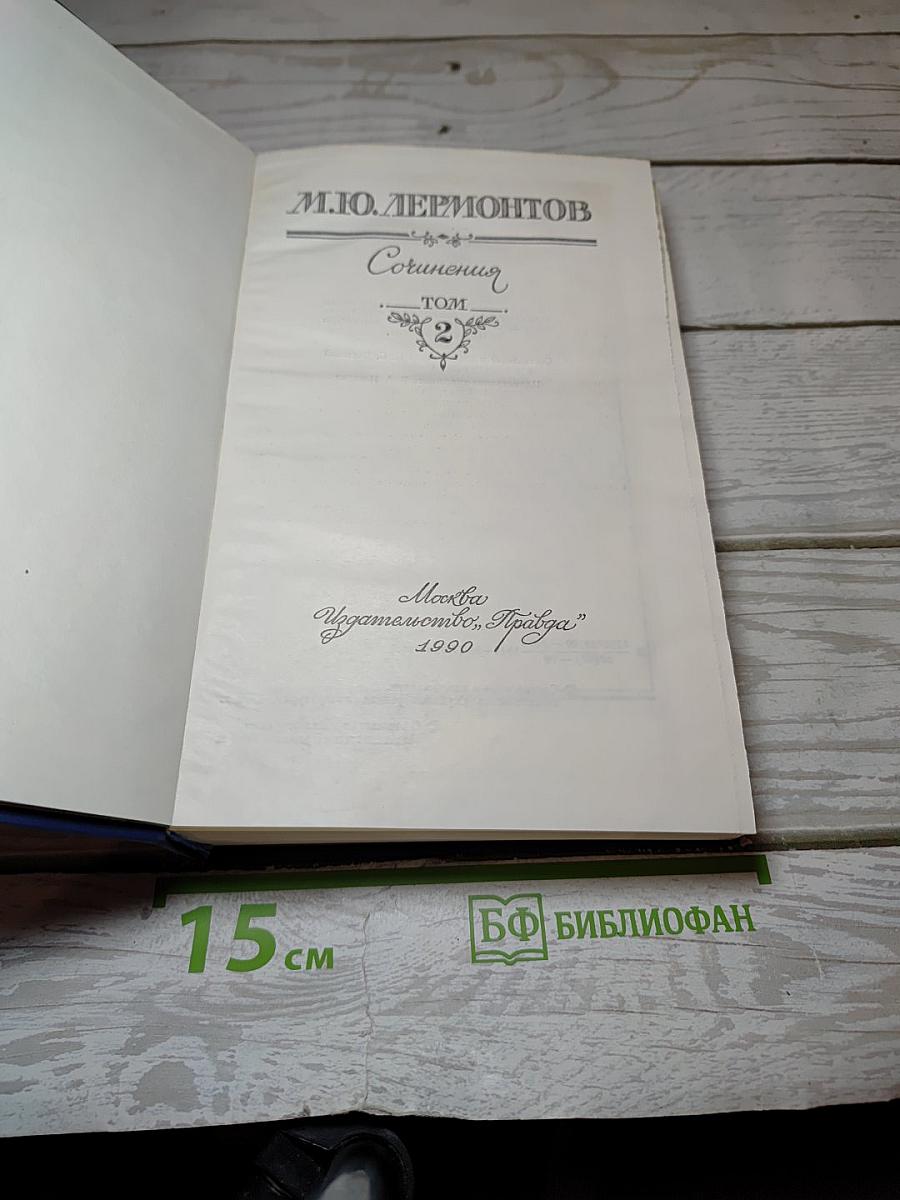 М.Ю. ЛЕРМОНТОВ
Сочинения
ТОМ
2
Москва
Издательство „Правда”
1990
15 см
БФ БИБЛИОФАН